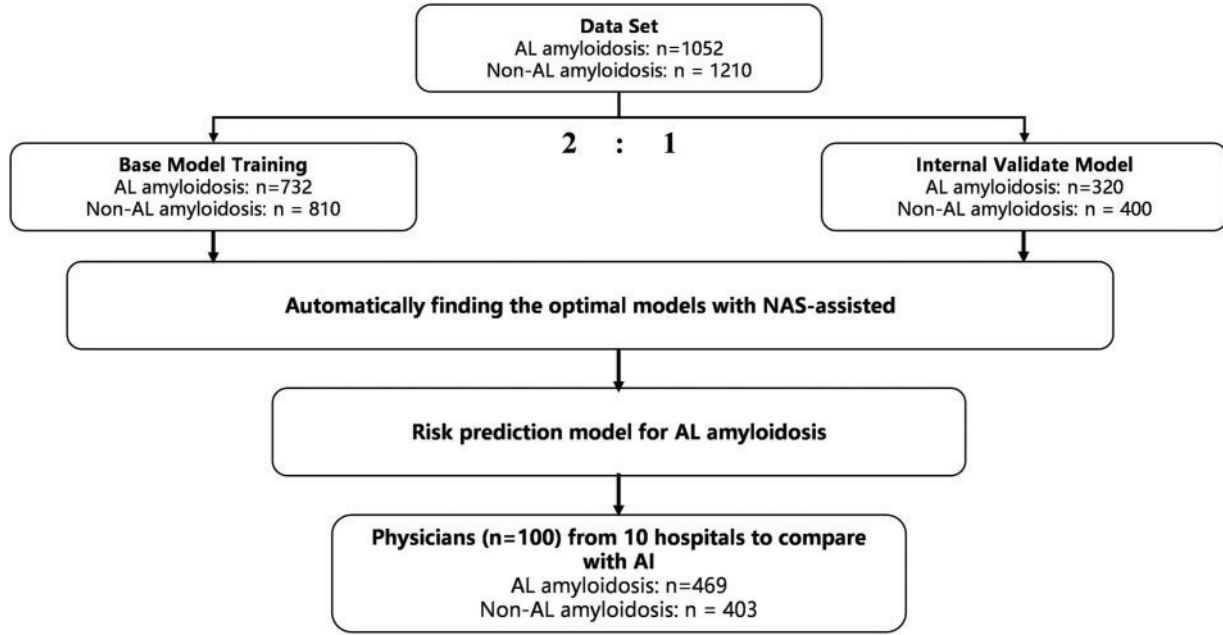 Data Set
AL amyloidosis: n=1052
Non-AL amyloidosis: n = 1210
2 : 1
Base Model Training
AL amyloidosis: n=732
Non-AL amyloidosis: n = 810
Internal Validate Model
AL amyloidosis: n=320
Non-AL amyloidosis: n = 400
Automatically finding the optimal models with NAS-assisted
Risk prediction model for AL amyloidosis
Physicians (n=100) from 10 hospitals to compare
with AI
AL amyloidosis: n=469
Non-AL amyloidosis: n = 403